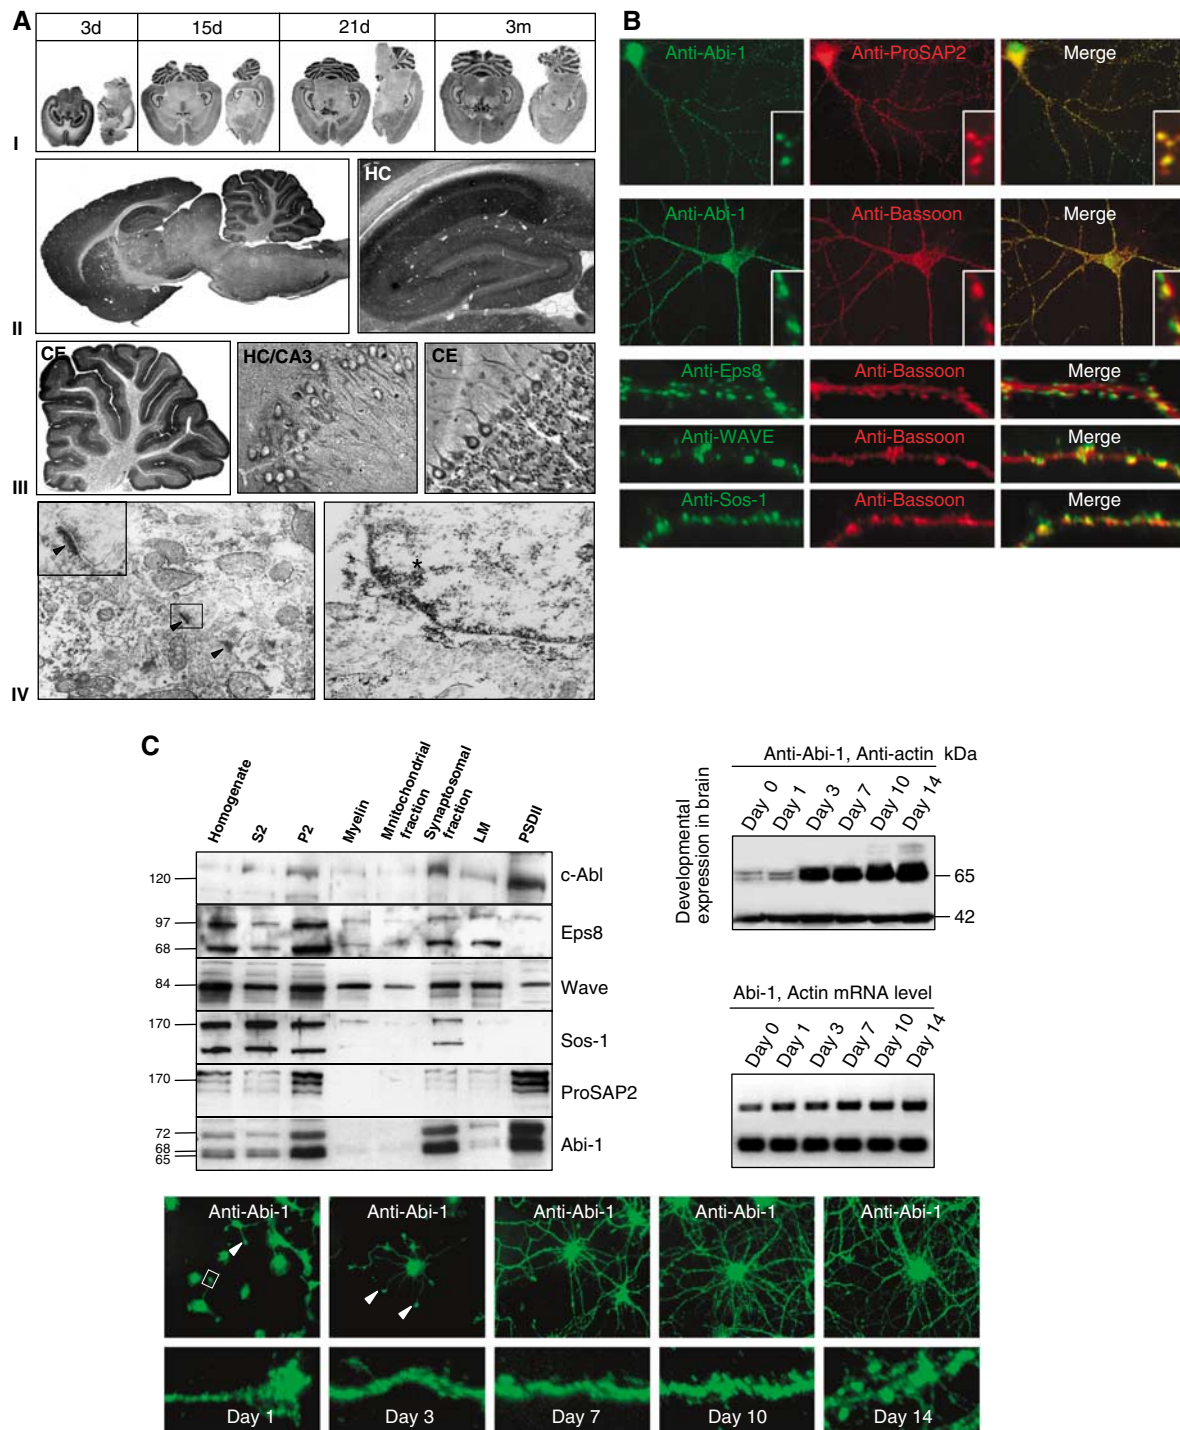 A
3d 15d 21d 3m
I
II
HC
III
CE
HC/CA3
CE
IV
*
B
Anti-Abi-1 Anti-ProSAP2 Merge
Anti-Abi-1 Anti-Bassoon Merge
Anti-Eps8 Anti-Bassoon Merge
Anti-WAVE Anti-Bassoon Merge
Anti-Sos-1 Anti-Bassoon Merge
C
Homogenate
S2
P2
Myelin
Mnitochondrial
fraction
Synaptosomal
fraction
LM
PSDII
120 c-Abl
97
68
Eps8
84 Wave
170 Sos-1
170 ProSAP2
72
68
65
Abi-1
Developmental
expression in brain
Anti-Abi-1, Anti-actin kDa
Day 0 Day 1 Day 3 Day 7 Day 10 Day 14
65
42
Abi-1, Actin mRNA level
Day 0 Day 1 Day 3 Day 7 Day 10 Day 14
Anti-Abi-1 Anti-Abi-1 Anti-Abi-1 Anti-Abi-1 Anti-Abi-1
Day 1 Day 3 Day 7 Day 10 Day 14